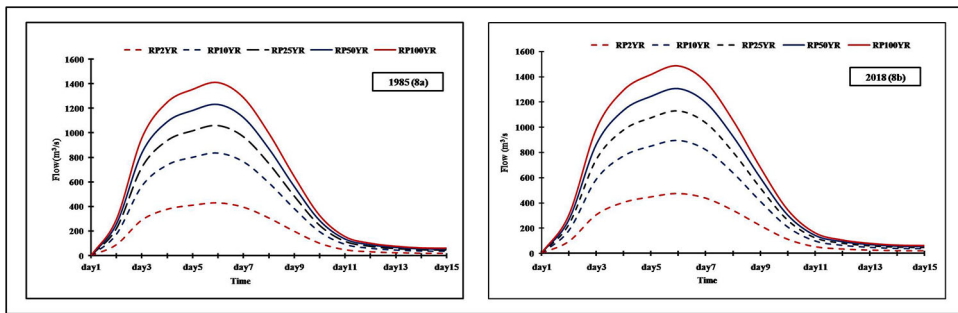 RP2YR RP10YR RP25YR RP50YR RP100YR
1985 (8a)
Flow(m³/s)
1600
1400
1200
1000
800
600
400
200
0
day1 day3 day5 day7 day9 day11 day13 day15
Time
RP2YR RP10YR RP25YR RP50YR RP100YR
2018 (8b)
Flow (m³/s)
1600
1400
1200
1000
800
600
400
200
0
day1 day3 day5 day7 day9 day11 day13 day15
Time